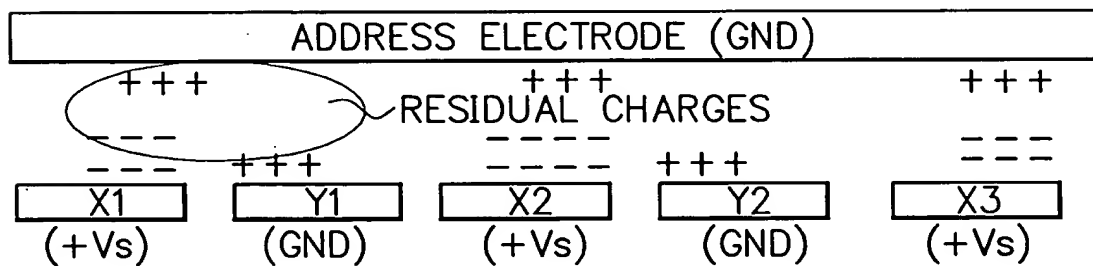 ADDRESS ELECTRODE (GND)
+++ +++ +++
RESIDUAL CHARGES
--- ---- ---
--- +++ ---- +++ ---
X1 Y1 X2 Y2 X3
(+Vs) (GND) (+Vs) (GND) (+Vs)